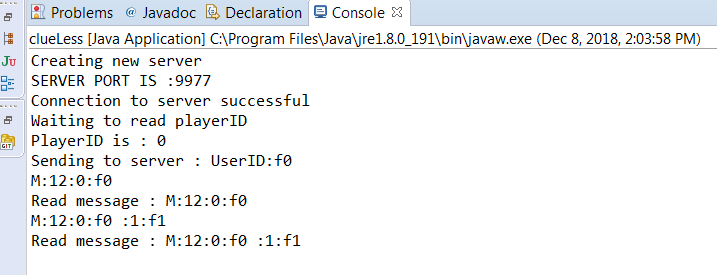 Problems @ Javadoc Declaration Console
clueLess [Java Application] C:\Program Files\Java\jre1.8.0_191\bin\javaw.exe (Dec 8, 2018, 2:03:58 PM)
Creating new server
SERVER PORT IS :9977
Connection to server successful
Waiting to read playerID
PlayerID is : 0
Sending to server : UserID:f0
M:12:0:f0
Read message : M:12:0:f0
M:12:0:f0 :1:f1
Read message : M:12:0:f0 :1:f1
JU
GIT